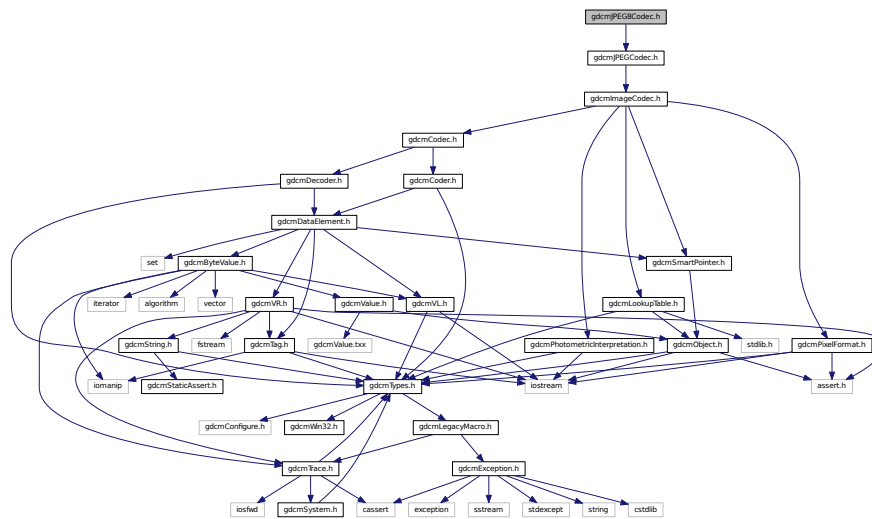 gdcmJPEG8Codec.h
gdcmJPEGCodec.h
gdcmImageCodec.h
gdcmCodec.h
gdcmDecoder.h
gdcmCoder.h
gdcmDataElement.h
set
gdcmByteValue.h
gdcmSmartPointer.h
iterator
algorithm
vector
gdcmVR.h
gdcmValue.h
gdcmVL.h
gdcmLookupTable.h
gdcmString.h
fstream
gdcmTag.h
gdcmValue.txx
gdcmPhotometricInterpretation.h
gdcmObject.h
stdlib.h
gdcmPixelFormat.h
iomanip
gdcmStaticAssert.h
gdcmTypes.h
iostream
assert.h
gdcmConfigure.h
gdcmWin32.h
gdcmLegacyMacro.h
gdcmTrace.h
gdcmException.h
iosfwd
gdcmSystem.h
cassert
exception
sstream
stdexcept
string
cstdlib